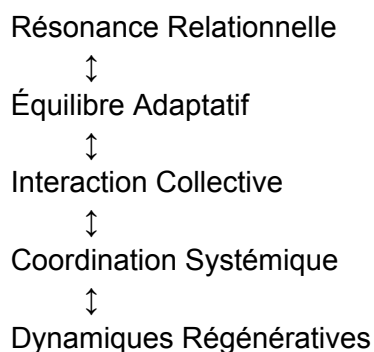 Résonance Relationnelle
↕
Équilibre Adaptatif
↕
Interaction Collective
↕
Coordination Systémique
↕
Dynamiques Régénératives